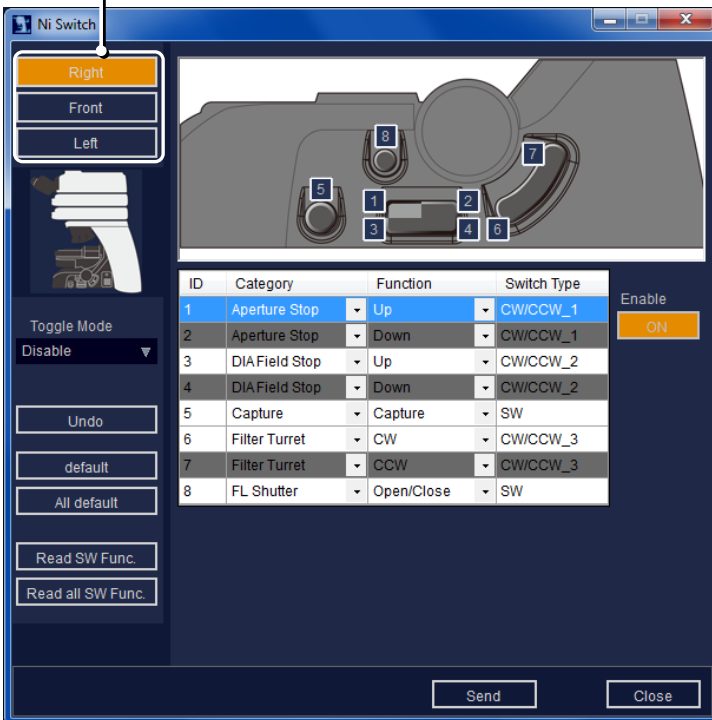 Ni Switch
Right
Front
Left
8
7
5
1 2
3 4 6
ID Category Function Switch Type
1 Aperture Stop Up CW/CCW_1
2 Aperture Stop Down CW/CCW_1
3 DIA Field Stop Up CW/CCW_2
4 DIA Field Stop Down CW/CCW_2
5 Capture Capture SW
6 Filter Turret CW CW/CCW_3
7 Filter Turret CCW CW/CCW_3
8 FL Shutter Open/Close SW
Enable
ON
Toggle Mode
Disable
Undo
default
All default
Read SW Func.
Read all SW Func.
Send Close